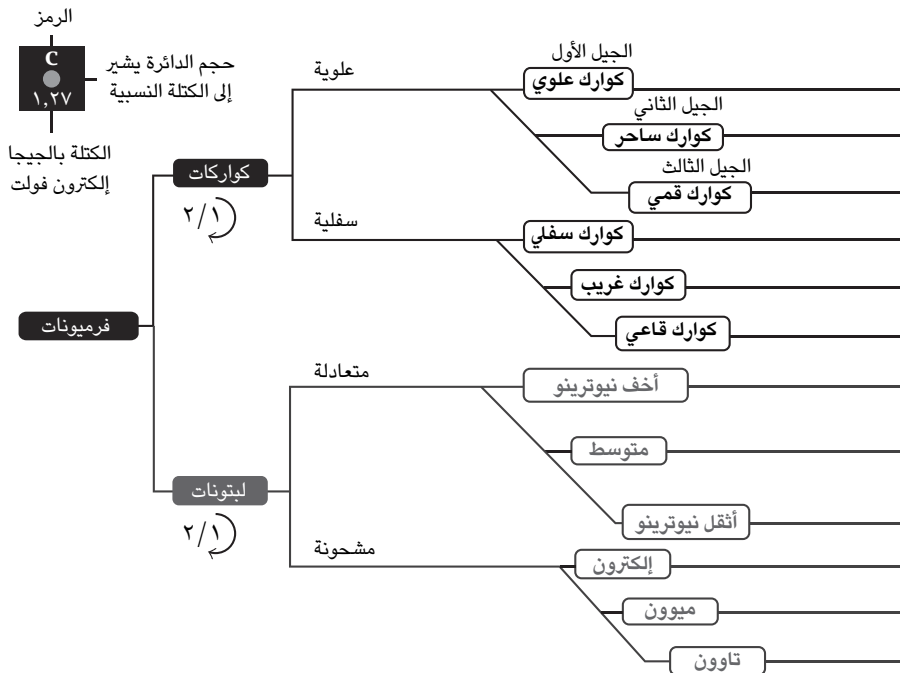 الرمز
C
١,٢٧
حجم الدائرة يشير
إلى الكتلة النسبية
الكتلة بالجيجا
إلكترون فولت
فرميونات
كواركات
١/٢
علوية
الجيل الأول
كوارك علوي
الجيل الثاني
كوارك ساحر
الجيل الثالث
كوارك قمي
سفلية
كوارك سفلي
كوارك غريب
كوارك قاعي
لبتونات
١/٢
متعادلة
أخف نيوترينو
متوسط
أثقل نيوترينو
مشحونة
إلكترون
ميوون
تاوون